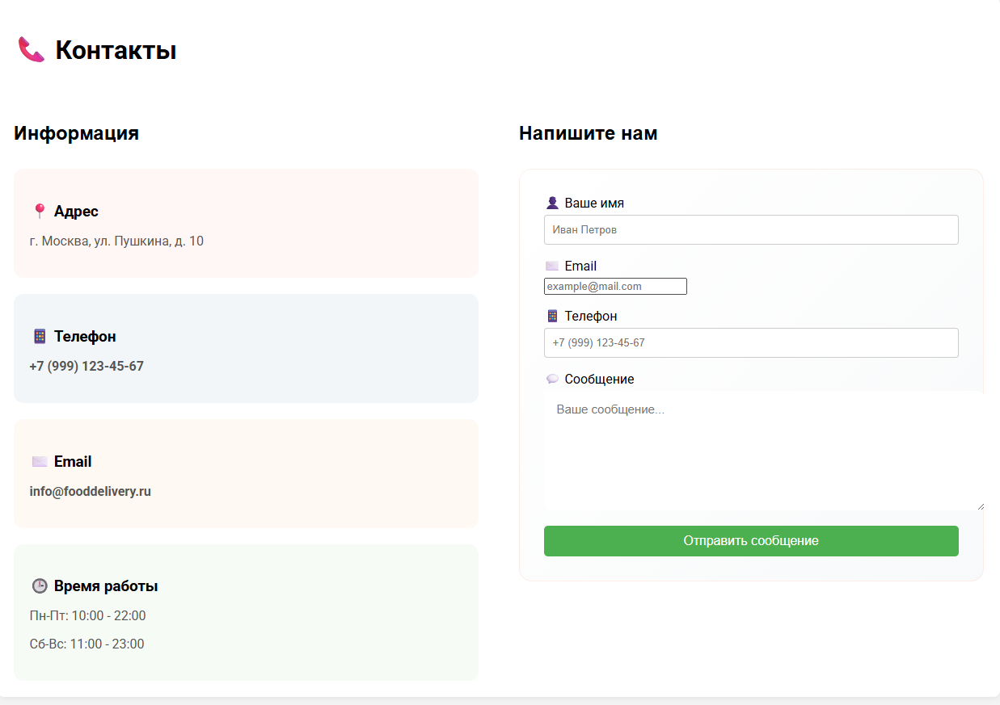 Контакты
Информация
Адрес
г. Москва, ул. Пушкина, д. 10
Телефон
+7 (999) 123-45-67
Email
info@fooddelivery.ru
Время работы
Пн-Пт: 10:00 - 22:00
Сб-Вс: 11:00 - 23:00
Напишите нам
Ваше имя
Иван Петров
Email
example@mail.com
Телефон
+7 (999) 123-45-67
Сообщение
Ваше сообщение...
Отправить сообщение